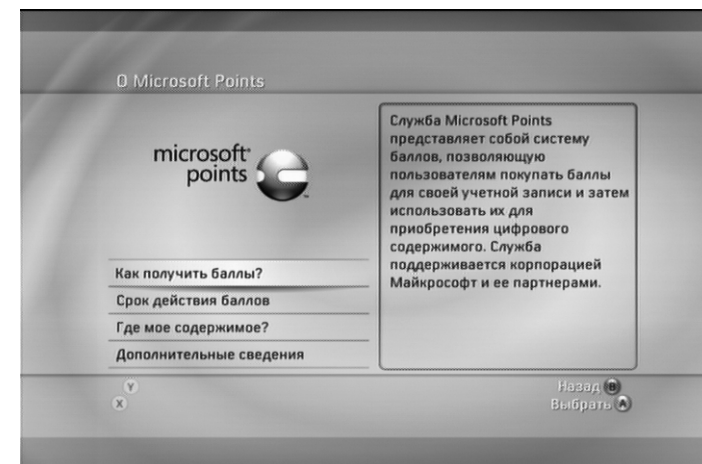 О Microsoft Points
microsoft®
points
™
Служба Microsoft Points
представляет собой систему
баллов, позволяющую
пользователям покупать баллы
для своей учетной записи и затем
использовать их для
приобретения цифрового
содержимого. Служба
поддерживается корпорацией
Майкрософт и ее партнерами.
Как получить баллы?
Срок действия баллов
Где мое содержимое?
Дополнительные сведения
Y
X
Назад B
Выбрать A